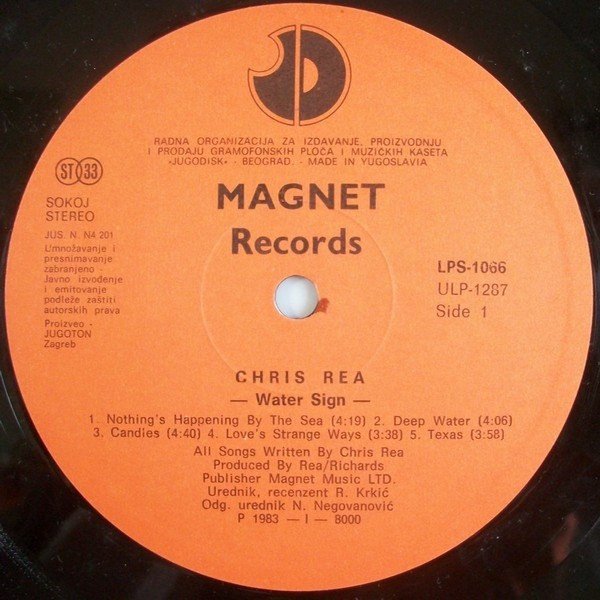 RADNA ORGANIZACIJA ZA IZDAVANJE, PROIZVODNJU
I PRODAJU GRAMOFONSKIH PLOČA I MUZIČKIH KASETA
«JUGODISK» - BEOGRAD - MADE IN YUGOSLAVIA
ST 33
SOKOJ
STEREO
JUS. N. N4 201
Umnožavanje i
presnimavanje
zabranjeno -
Javno izvođenje
i emitovanje
podleže zaštiti
autorskih prava
Proizveo -
JUGOTON
Zagreb
MAGNET
Records
LPS-1066
ULP-1287
Side 1
CHRIS REA
— Water Sign —
1. Nothing's Happening By The Sea (4:19) 2. Deep Water (4:06)
3. Candles (4:40) 4. Love's Strange Ways (3:38) 5. Texas (3:58)
All Songs Written By Chris Rea
Produced By Rea/Richards
Publisher Magnet Music LTD.
Urednik, recenzent R. Krkić
Odg. urednik N. Negovanović
P 1983 — I — 8000